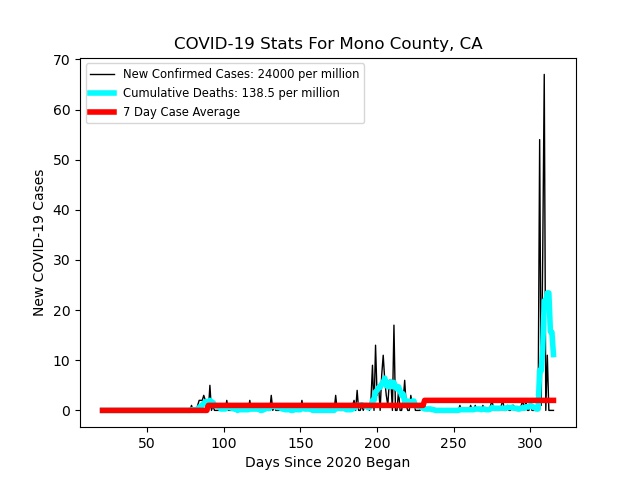 COVID-19 Stats For Mono County, CA
New Confirmed Cases: 24000 per million
Cumulative Deaths: 138.5 per million
7 Day Case Average
70
60
50
40
30
20
10
0
New COVID-19 Cases
50 100 150 200 250 300
Days Since 2020 Began